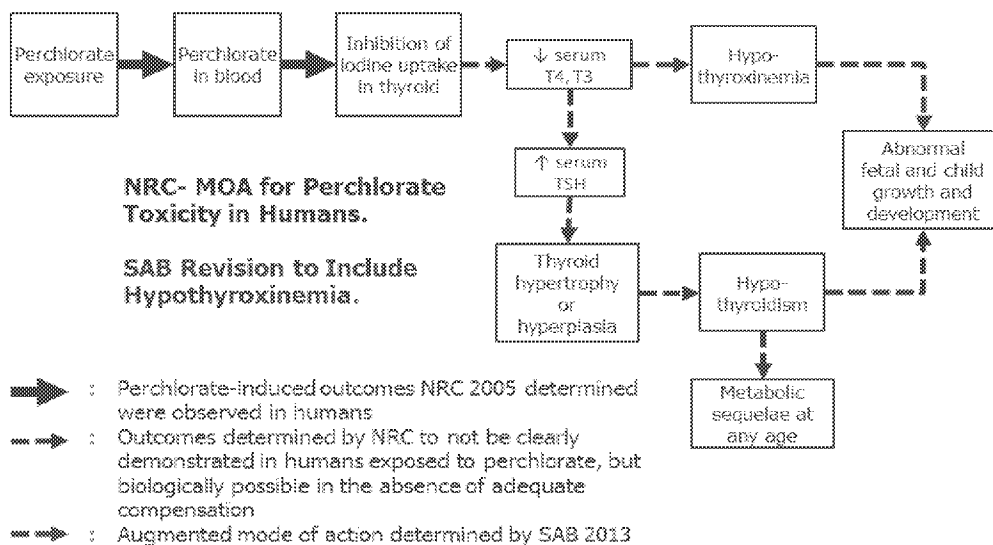 Perchlorate
exposure
Perchlorate
in blood
Inhibition of
iodine uptake
in thyroid
↓ serum
T4, T3
Hypo-
thyroxinemia
↑ serum
TSH
Abnormal
fetal and child
growth and
development
NRC- MOA for Perchlorate
Toxicity in Humans.
SAB Revision to Include
Hypothyroxinemia.
Thyroid
hypertrophy
or
hyperplasia
Hypo-
thyroidism
Metabolic
sequelae at
any age
: Perchlorate-induced outcomes NRC 2005 determined
were observed in humans
: Outcomes determined by NRC to not be clearly
demonstrated in humans exposed to perchlorate, but
biologically possible in the absence of adequate
compensation
: Augmented mode of action determined by SAB 2013